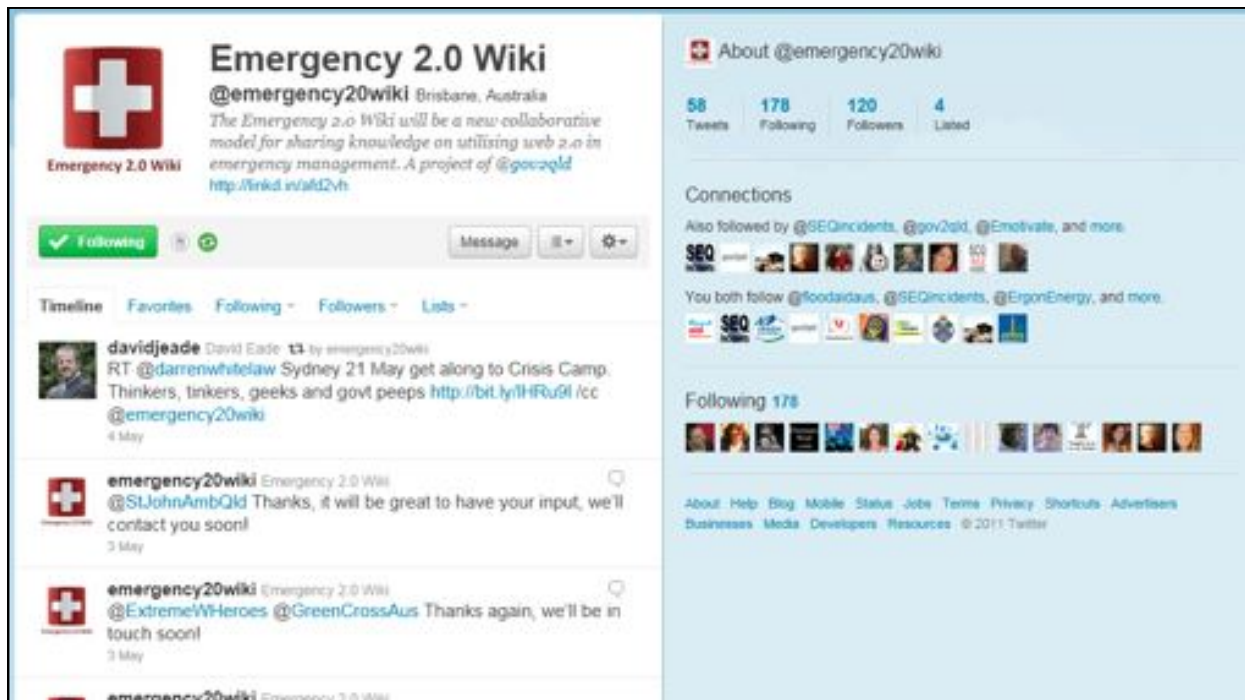 Emergency 2.0 Wiki
Emergency 2.0 Wiki
@emergency20wiki Brisbane, Australia
The Emergency 2.0 Wiki will be a new collaborative
model for sharing knowledge on utilising web 2.0 in
emergency management. A project of @gov2qld
http://linkd.in/afd2vh
Following
Message
Timeline Favorites Following Followers Lists
davidjeade David Eade by emergency20wiki
RT @darrenwhitelaw Sydney 21 May get along to Crisis Camp.
Thinkers, tinkers, geeks and govt peeps /cc
@emergency20wiki
4 May
emergency20wiki Emergency 2.0 Wiki
@StJohnAmbQld Thanks, it will be great to have your input, we'll
contact you soon!
3 May
emergency20wiki Emergency 2.0 Wiki
@ExtremeWHeroes @GreenCrossAus Thanks again, we'll be in
touch soon!
3 May
emergency20wiki Emergency 2.0 Wiki
About @emergency20wiki
58 178 120 4
Tweets Following Followers Listed
Connections
Also followed by @SEQincidents, @gov2qld, @Emotivate, and more.
SEQ
You both follow @floodaidaus, @SEQincidents, @ErgonEnergy, and more.
SEQ
Following 178
About Help Blog Mobile Status Jobs Terms Privacy Shortcuts Advertisers
Businesses Media Developers Resources © 2011 Twitter